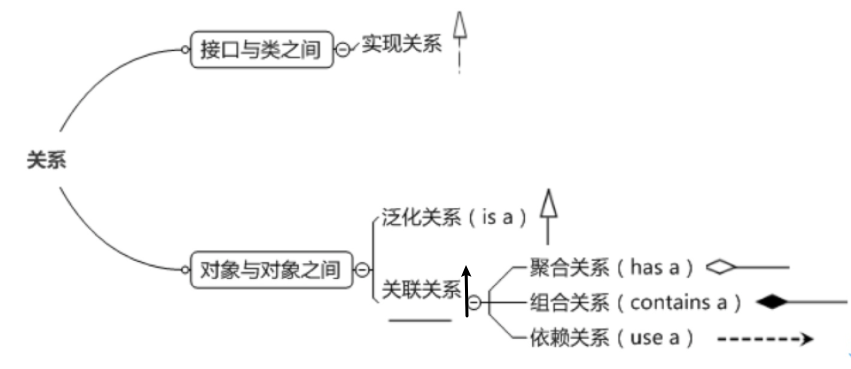 接口与类之间
实现关系
关系
泛化关系（is a）
对象与对象之间
关联关系
聚合关系（has a）
组合关系（contains a）
依赖关系（use a）